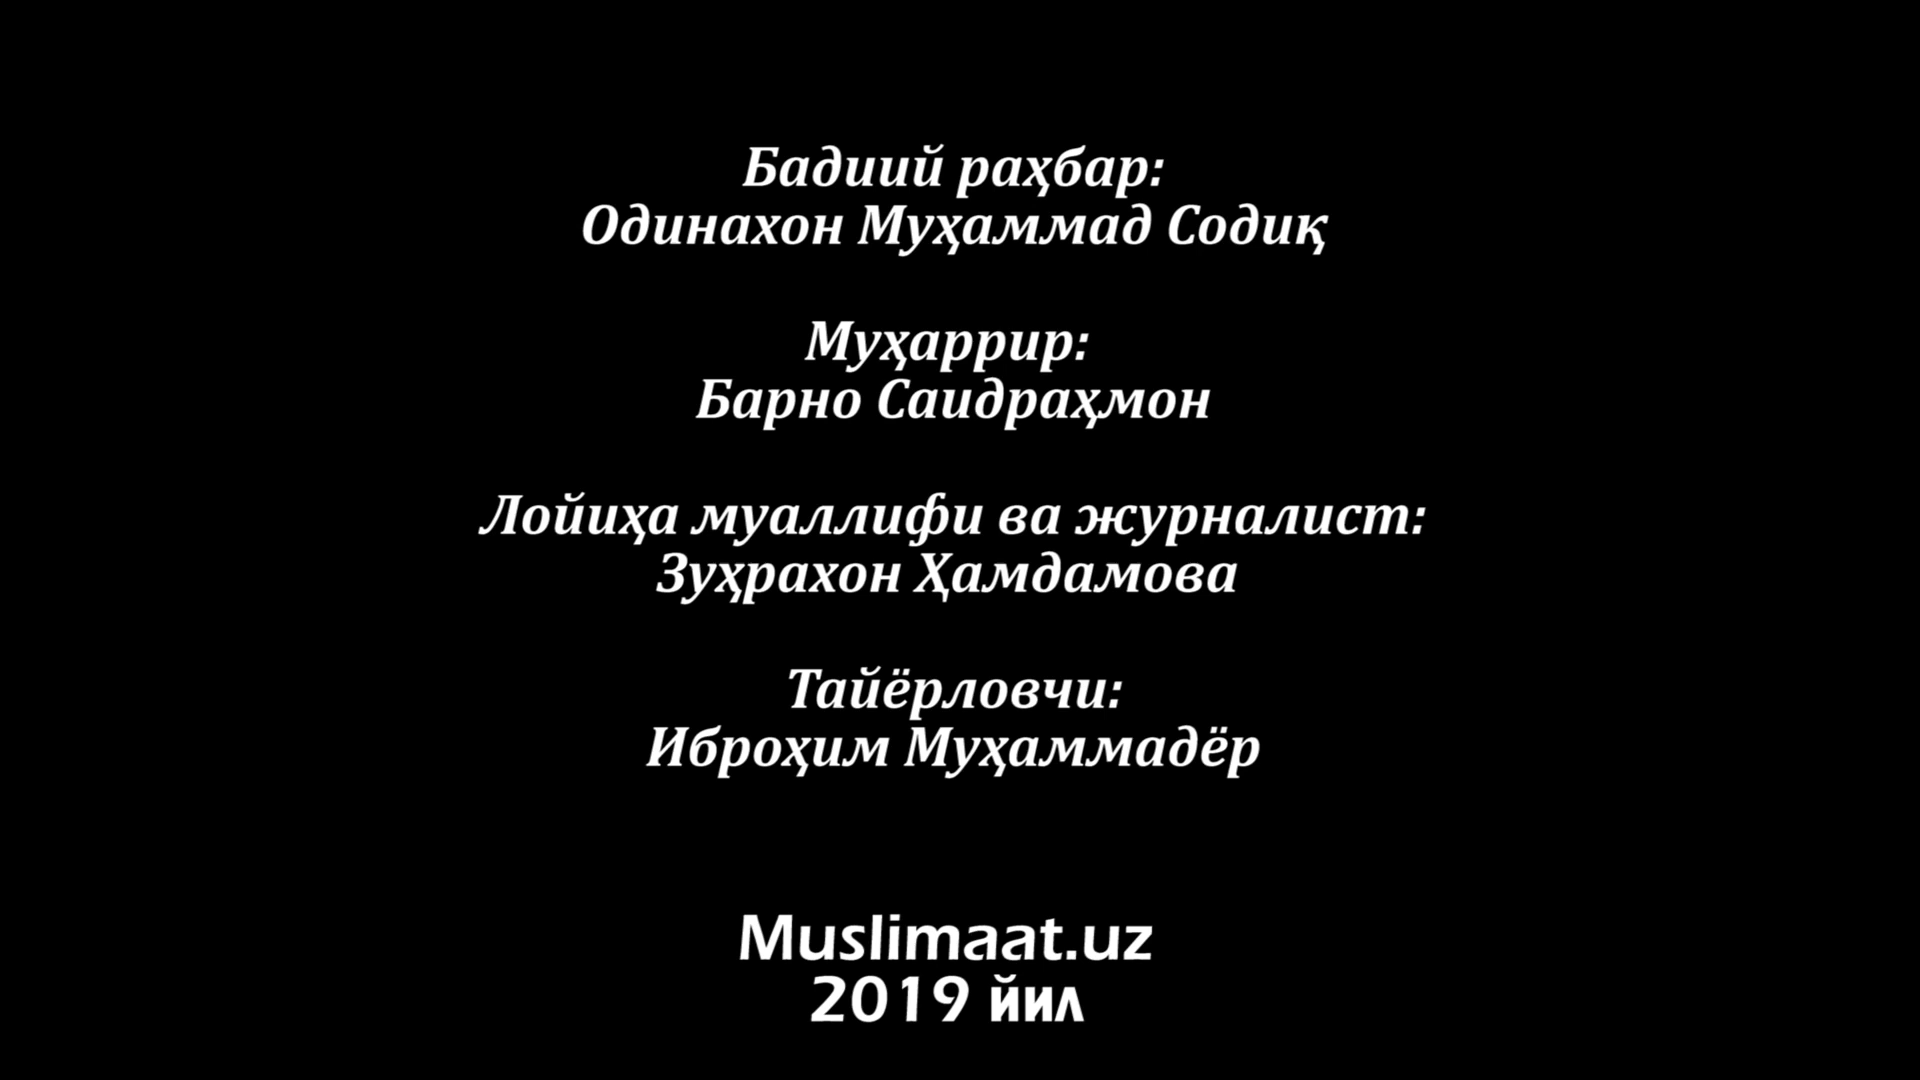 Бадиий раҳбар:
Одинахон Муҳаммад Содиқ
Муҳаррир:
Барно Саидраҳмон
Лойиҳа муаллифи ва журналист:
Зуҳрахон Ҳамдамова
Тайёрловчи:
Иброҳим Муҳаммадёр
Muslimaat.uz
2019 йил